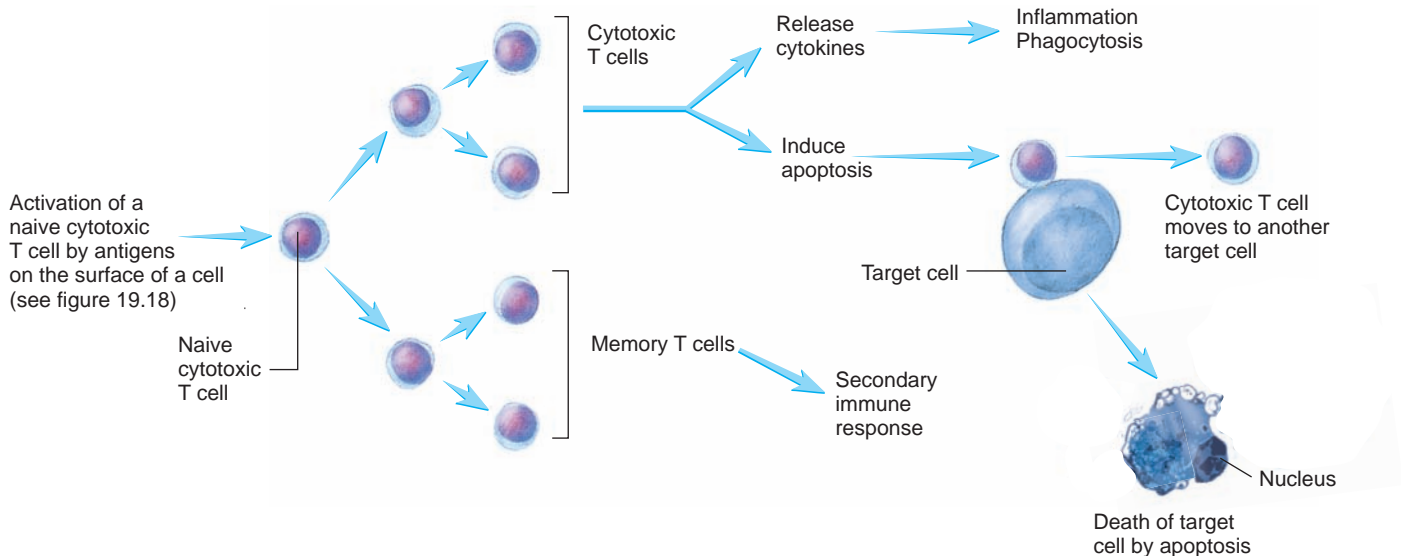 Activation of a
naive cytotoxic
T cell by antigens
on the surface of a cell
(see figure 19.18)
Naive
cytotoxic
T cell
Cytotoxic
T cells
Release
cytokines
Inflammation
Phagocytosis
Induce
apoptosis
Cytotoxic T cell
moves to another
target cell
Target cell
Memory T cells
Secondary
immune
response
Nucleus
Death of target
cell by apoptosis